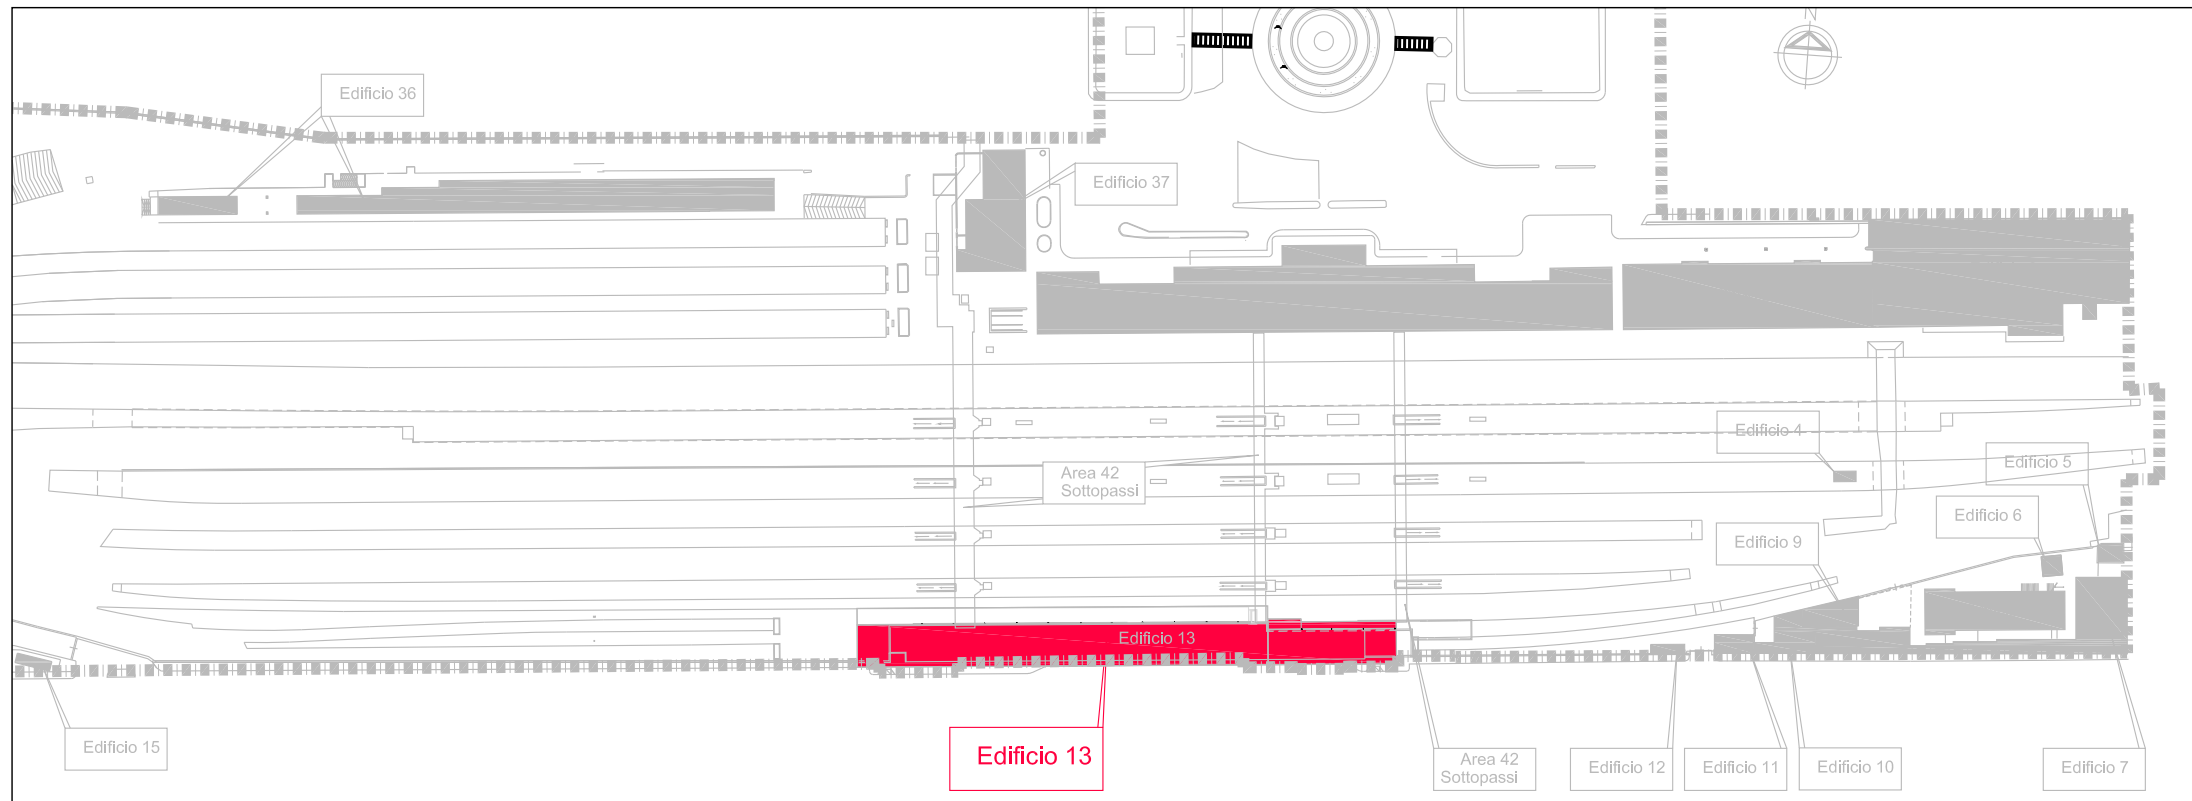 N
Edificio 36
Edificio 37
Edificio 4
Area 42
Sottopassi
Edificio 5
Edificio 6
Edificio 9
Edificio 13
Edificio 15
Edificio 13
Area 42
Sottopassi
Edificio 12
Edificio 11
Edificio 10
Edificio 7